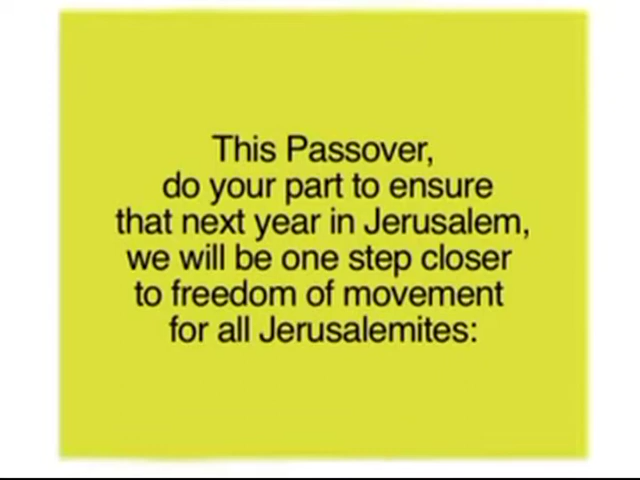 This Passover,
do your part to ensure
that next year in Jerusalem,
we will be one step closer
to freedom of movement
for all Jerusalemites: